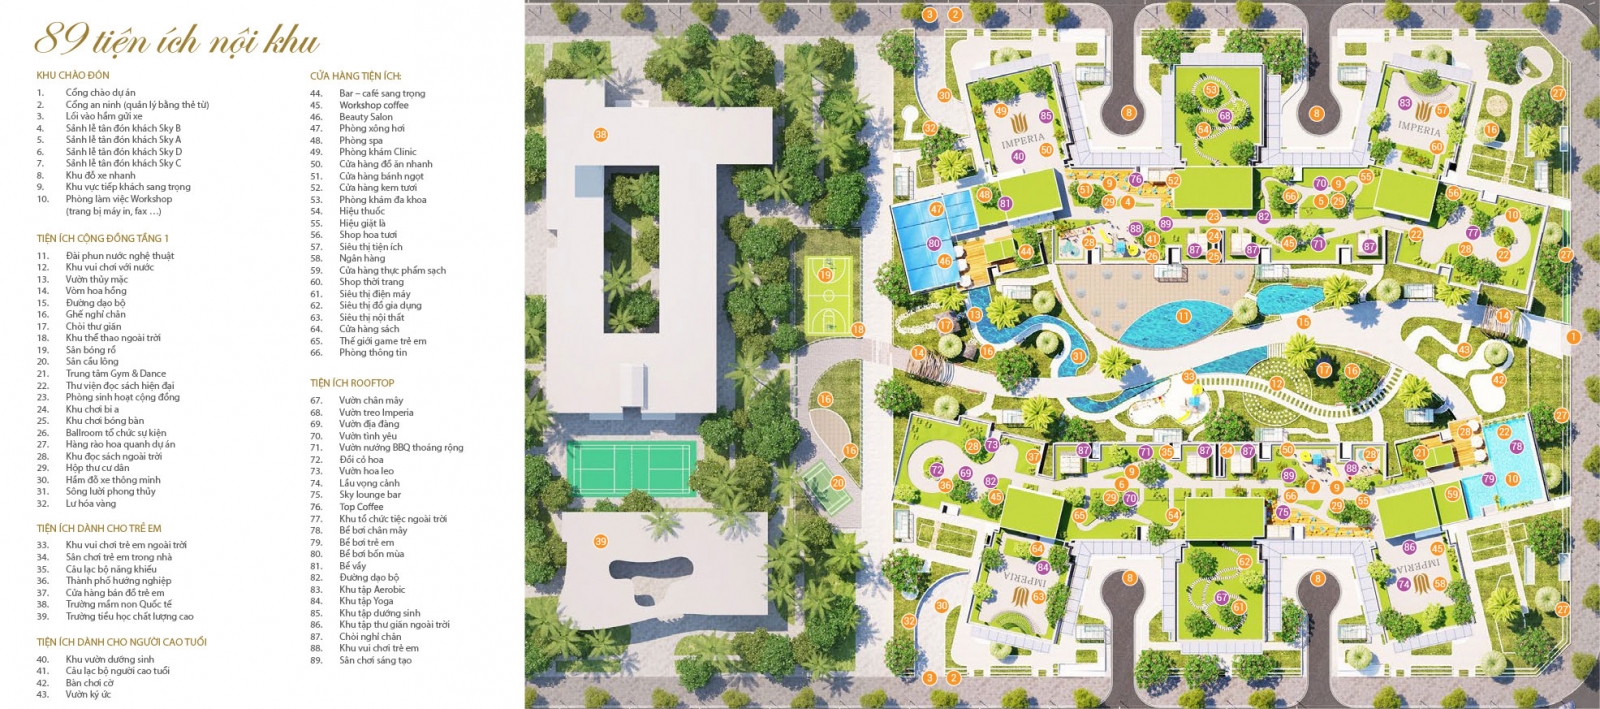 89 tiện ích nội khu
KHU CHÀO ĐÓN
1. Cổng chào dự án
2. Cổng an ninh (quản lý bằng thẻ từ)
3. Lối vào hầm gửi xe
4. Sảnh lễ tân đón khách Sky B
5. Sảnh lễ tân đón khách Sky A
6. Sảnh lễ tân đón khách Sky D
7. Sảnh lễ tân đón khách Sky C
8. Khu đỗ xe nhanh
9. Khu vực tiếp khách sang trọng
10. Phòng làm việc Workshop
(trang bị máy in, fax ...)
TIỆN ÍCH CỘNG ĐỒNG TẦNG 1
11. Đài phun nước nghệ thuật
12. Khu vui chơi với nước
13. Vườn thủy mặc
14. Vòm hoa hồng
15. Đường dạo bộ
16. Ghế nghỉ chân
17. Chòi thư giãn
18. Khu thể thao ngoài trời
19. Sân bóng rổ
20. Sân cầu lông
21. Trung tâm Gym & Dance
22. Thư viện đọc sách hiện đại
23. Phòng sinh hoạt cộng đồng
24. Khu chơi bi a
25. Khu chơi bóng bàn
26. Ballroom tổ chức sự kiện
27. Hàng rào hoa quanh dự án
28. Khu đọc sách ngoài trời
29. Hộp thư cư dân
30. Hầm đỗ xe thông minh
31. Sông lười phong thủy
32. Lư hỏa vàng
TIỆN ÍCH DÀNH CHO TRẺ EM
33. Khu vui chơi trẻ em ngoài trời
34. Sân chơi trẻ em trong nhà
35. Câu lạc bộ năng khiếu
36. Thành phố hướng nghiệp
37. Cửa hàng bán đồ trẻ em
38. Trường mầm non Quốc tế
39. Trường tiểu học chất lượng cao
TIỆN ÍCH DÀNH CHO NGƯỜI CAO TUỔI
40. Khu vườn dưỡng sinh
41. Câu lạc bộ người cao tuổi
42. Bàn chơi cờ
43. Vườn ký ức
CỬA HÀNG TIỆN ÍCH:
44. Bar – café sang trọng
45. Workshop coffee
46. Beauty Salon
47. Phòng xông hơi
48. Phòng spa
49. Phòng khám Clinic
50. Cửa hàng đồ ăn nhanh
51. Cửa hàng bánh ngọt
52. Cửa hàng kem tươi
53. Phòng khám đa khoa
54. Hiệu thuốc
55. Hiệu giặt là
56. Shop hoa tươi
57. Siêu thị tiện ích
58. Ngân hàng
59. Cửa hàng thực phẩm sạch
60. Shop thời trang
61. Siêu thị điện máy
62. Siêu thị đồ gia dụng
63. Siêu thị nội thất
64. Cửa hàng sách
65. Thế giới game trẻ em
66. Phòng thông tin
TIỆN ÍCH ROOFTOP
67. Vườn chân mây
68. Vườn treo Imperia
69. Vườn địa đàng
70. Vườn tình yêu
71. Vườn nướng BBQ thoáng rộng
72. Đồi cỏ hoa
73. Vườn hoa leo
74. Lầu vọng cảnh
75. Sky lounge bar
76. Top Coffee
77. Khu tổ chức tiệc ngoài trời
78. Bể bơi chân mây
79. Bể bơi trẻ em
80. Bể bơi bốn mùa
81. Bể vầy
82. Đường dạo bộ
83. Khu tập Aerobic
84. Khu tập Yoga
85. Khu tập dưỡng sinh
86. Khu tập thư giãn ngoài trời
87. Chòi nghỉ chân
88. Khu vui chơi trẻ em
89. Sân chơi sáng tạo
IMPERIA
IMPERIA
IMPERIA
IMPERIA